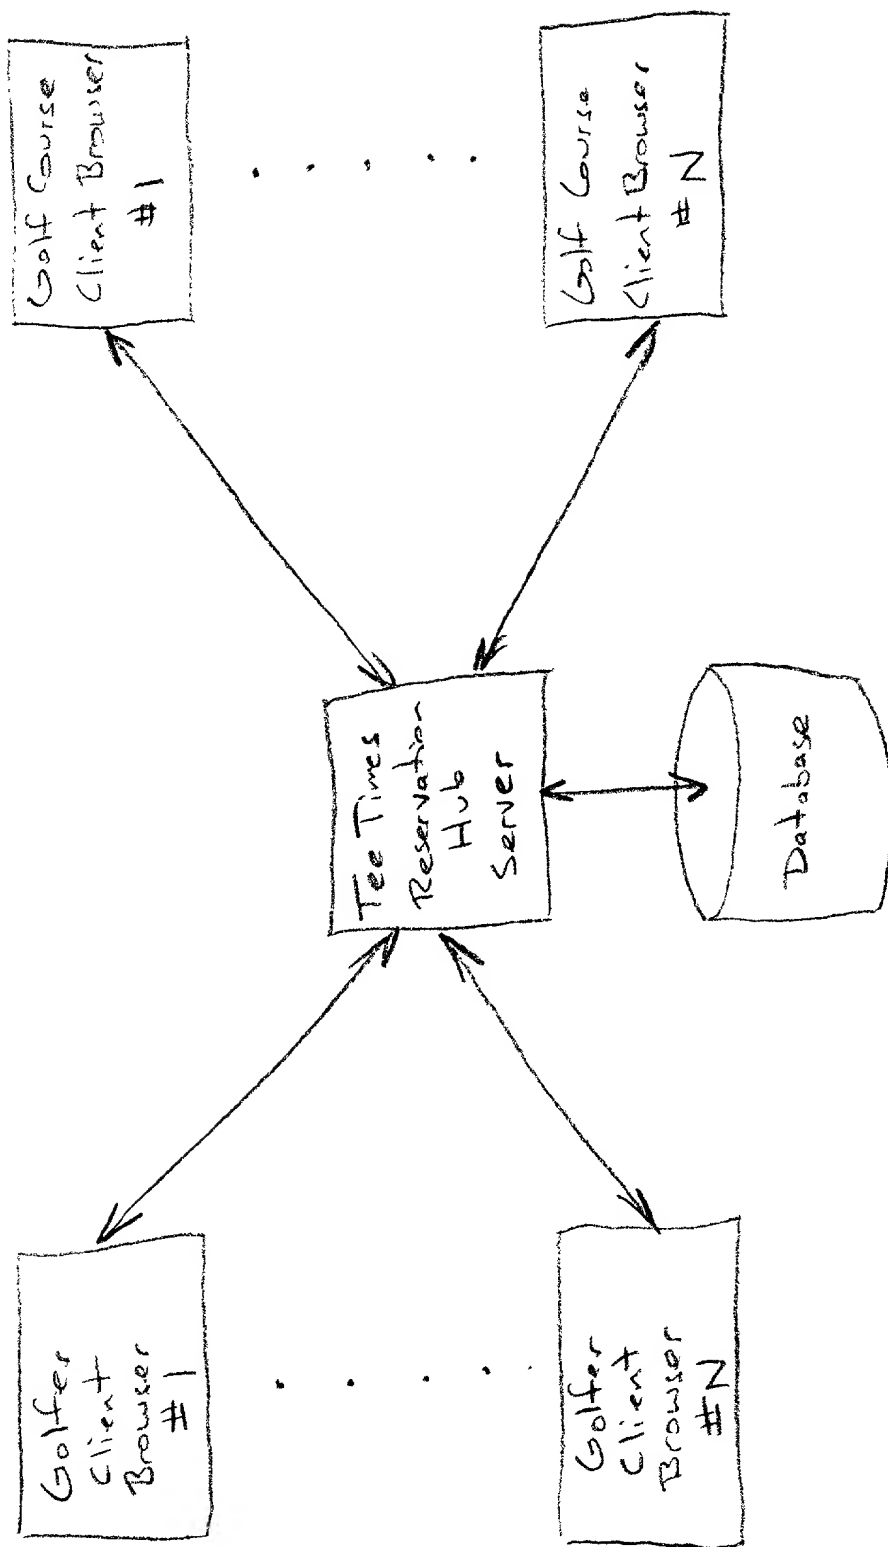 Golfer
Client
Browser
#1
Golfer
Client
Browser
#N
Tee Times
Reservation
Hub
Server
Database
Golf Course
Client Browser
#1
Golf Course
Client Browser
#N